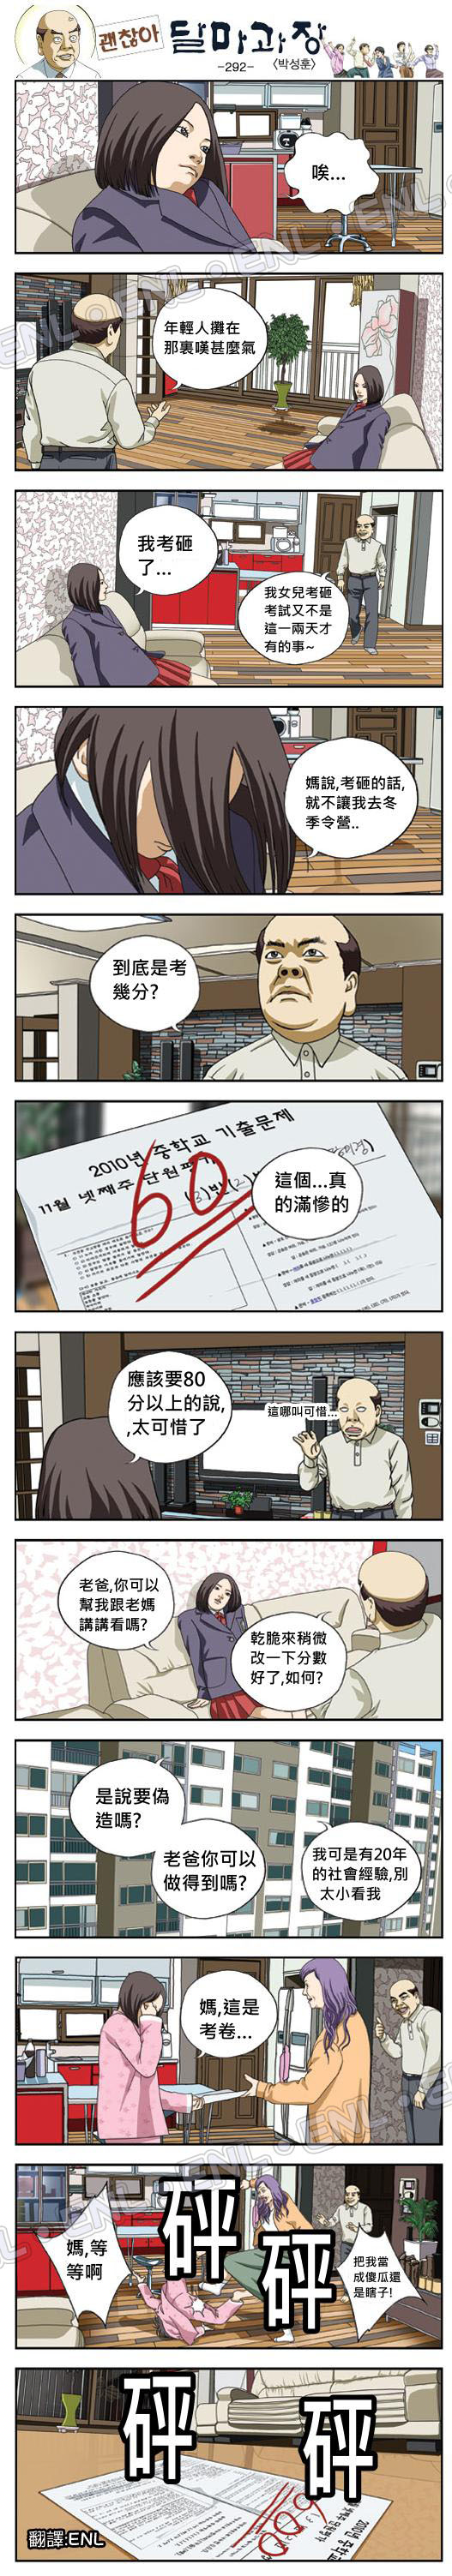 괜찮아 달마과장
-292- 〈박성훈〉
唉...
ENL
年輕人攤在
那裏嘆甚麼氣
我考砸
了...
我女兒考砸
考試又不是
這一兩天才
有的事~
媽說,考砸的話,
就不讓我去冬
季令營..
到底是考
幾分?
2010년 중학교 기출문제
11월 넷째주 단원평가
(3)반(2)번
60
這個...真
的滿慘的
應該要80
分以上的說,
,太可惜了
這哪叫可惜...
老爸,你可以
幫我跟老媽
講講看嗎?
乾脆來稍微
改一下分數
好了,如何?
是說要偽
造嗎?
老爸你可以
做得到嗎?
我可是有20年
的社會經驗,別
太小看我
媽,這是
考卷...
ENL
媽,等
等啊
砰
砰
把我當
成傻瓜還
是瞎子!
砰
砰
翻譯:ENL